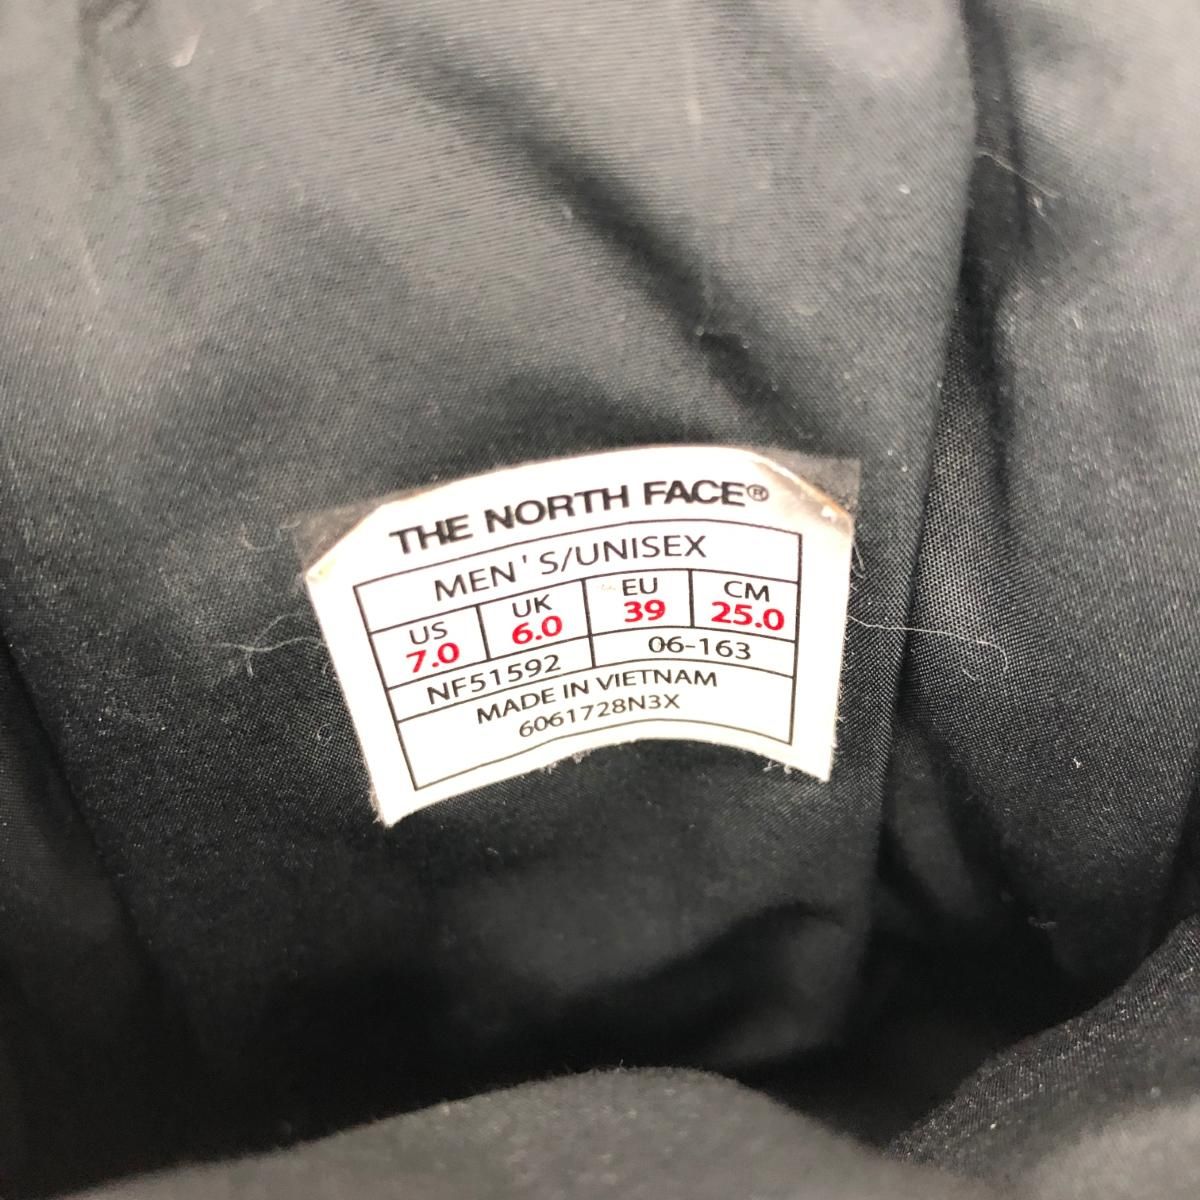 THE NORTH FACE®
MEN'S/UNISEX
US UK EU CM
7.0 6.0 39 25.0
NF51592 06-163
MADE IN VIETNAM
6061728N3X